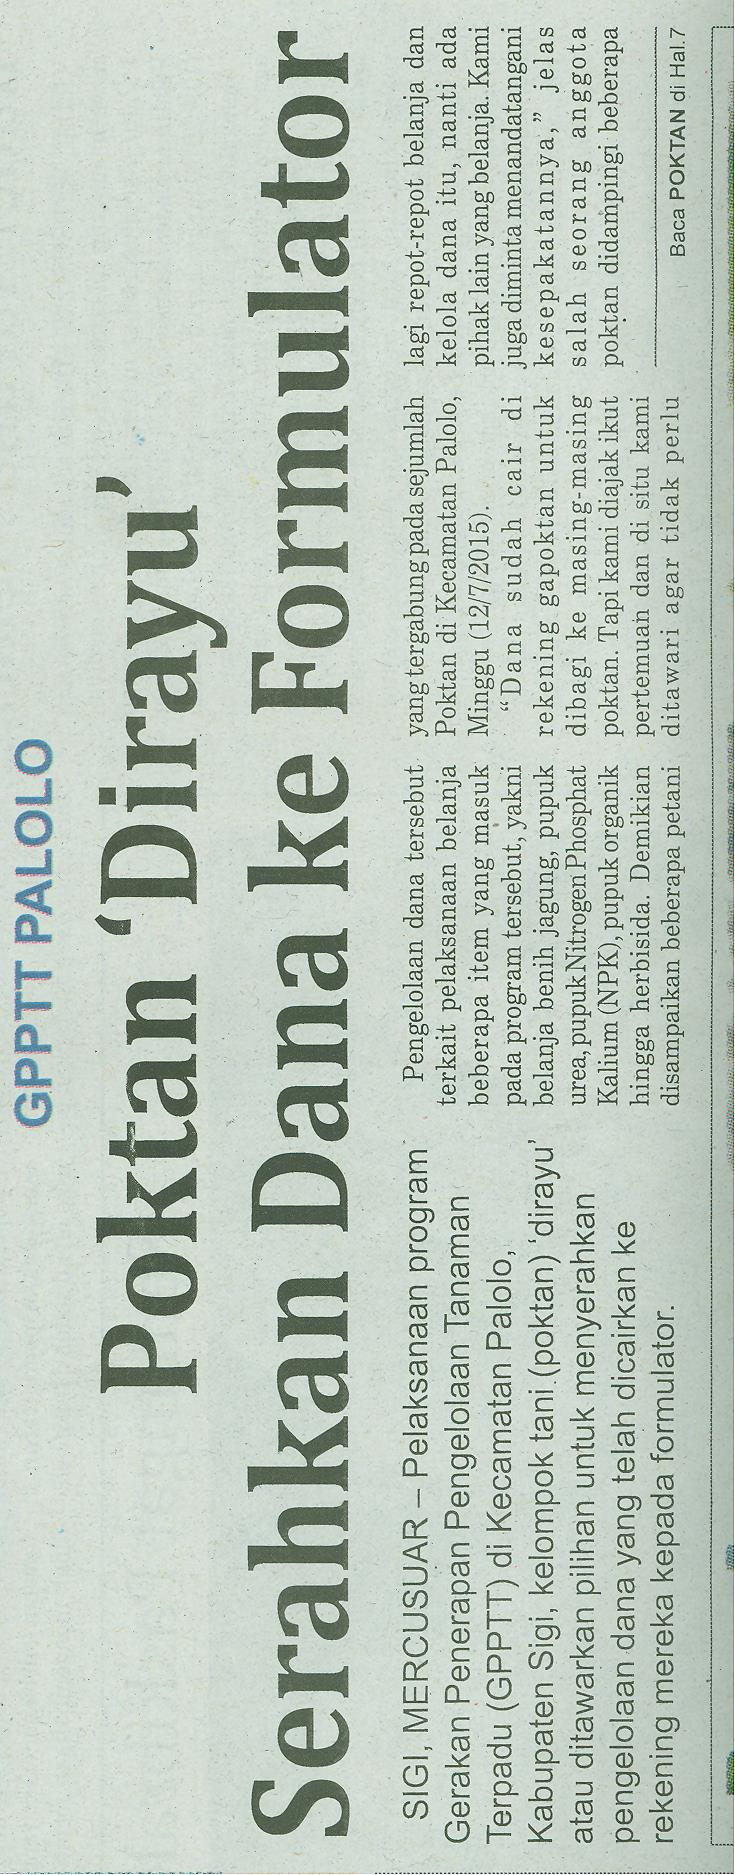 GPPTT PALOLO
Poktan ‘Dirayu’
Serahkan Dana ke Formulator
SIGI, MERCUSUAR – Pelaksanaan program
Gerakan Penerapan Pengelolaan Tanaman
Terpadu (GPPTT) di Kecamatan Palolo,
Kabupaten Sigi, kelompok tani (poktan) ‘dirayu’
atau ditawarkan pilihan untuk menyerahkan
pengelolaan dana yang telah dicairkan ke
rekening mereka kepada formulator.
Pengelolaan dana tersebut
terkait pelaksanaan belanja
beberapa item yang masuk
pada program tersebut, yakni
belanja benih jagung, pupuk
urea, pupuk Nitrogen Phosphat
Kalium (NPK), pupuk organik
hingga herbisida. Demikian
disampaikan beberapa petani
yang tergabung pada sejumlah
Poktan di Kecamatan Palolo,
Minggu (12/7/2015).
“Dana sudah cair di
rekening gapoktan untuk
dibagi ke masing-masing
poktan. Tapi kami diajak ikut
pertemuan dan di situ kami
ditawari agar tidak perlu
lagi repot-repot belanja dan
kelola dana itu, nanti ada
pihak lain yang belanja. Kami
juga diminta menandatangani
kesepakatannya,” jelas
salah seorang anggota
poktan didampingi beberapa
Baca POKTAN di Hal.7